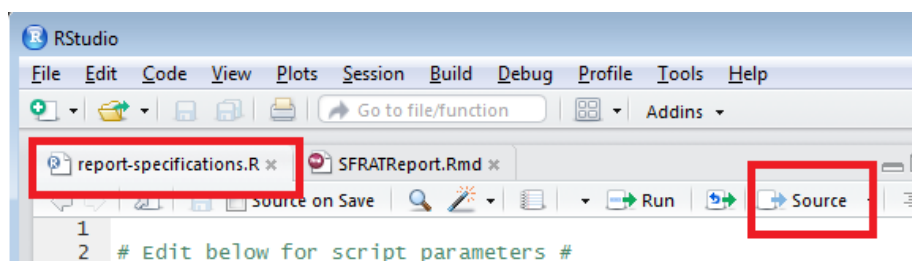 RStudio
File Edit Code View Plots Session Build Debug Profile Tools Help
Go to file/function Addins
report-specifications.R SFRATReport.Rmd
Source on Save Run Source
1
2 # Edit below for script parameters #